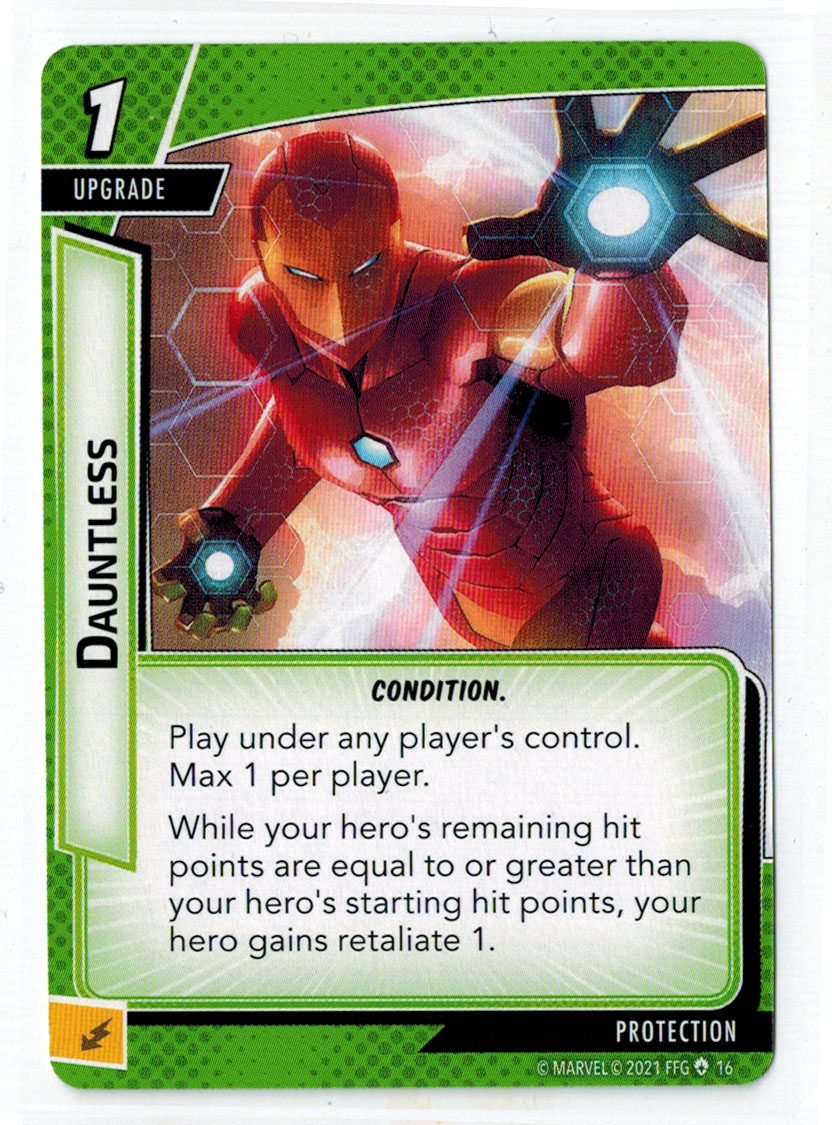 1
UPGRADE
DAUNTLESS
CONDITION.
Play under any player's control.
Max 1 per player.
While your hero's remaining hit
points are equal to or greater than
your hero's starting hit points, your
hero gains retaliate 1.
PROTECTION
© MARVEL © 2021 FFG 16